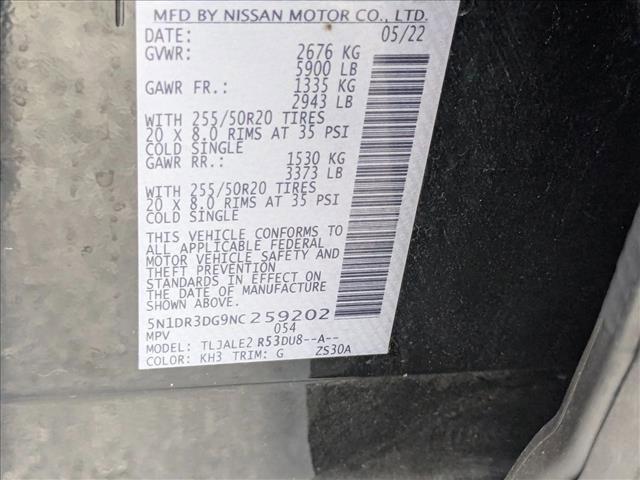 MFD BY NISSAN MOTOR CO., LTD.
DATE: 05/22
GVWR: 2676 KG
5900 LB
GAWR FR.: 1335 KG
2943 LB
WITH 255/50R20 TIRES
20 X 8.0 RIMS AT 35 PSI
COLD SINGLE
GAWR RR.: 1530 KG
3373 LB
WITH 255/50R20 TIRES
20 X 8.0 RIMS AT 35 PSI
COLD SINGLE
THIS VEHICLE CONFORMS TO
ALL APPLICABLE FEDERAL
MOTOR VEHICLE SAFETY AND
THEFT PREVENTION
STANDARDS IN EFFECT ON
THE DATE OF MANUFACTURE
SHOWN ABOVE.
5N1DR3DG9NC259202
MPV 054
MODEL: TLJALE2 R53DU8--A--
COLOR: KH3 TRIM: G ZS30A